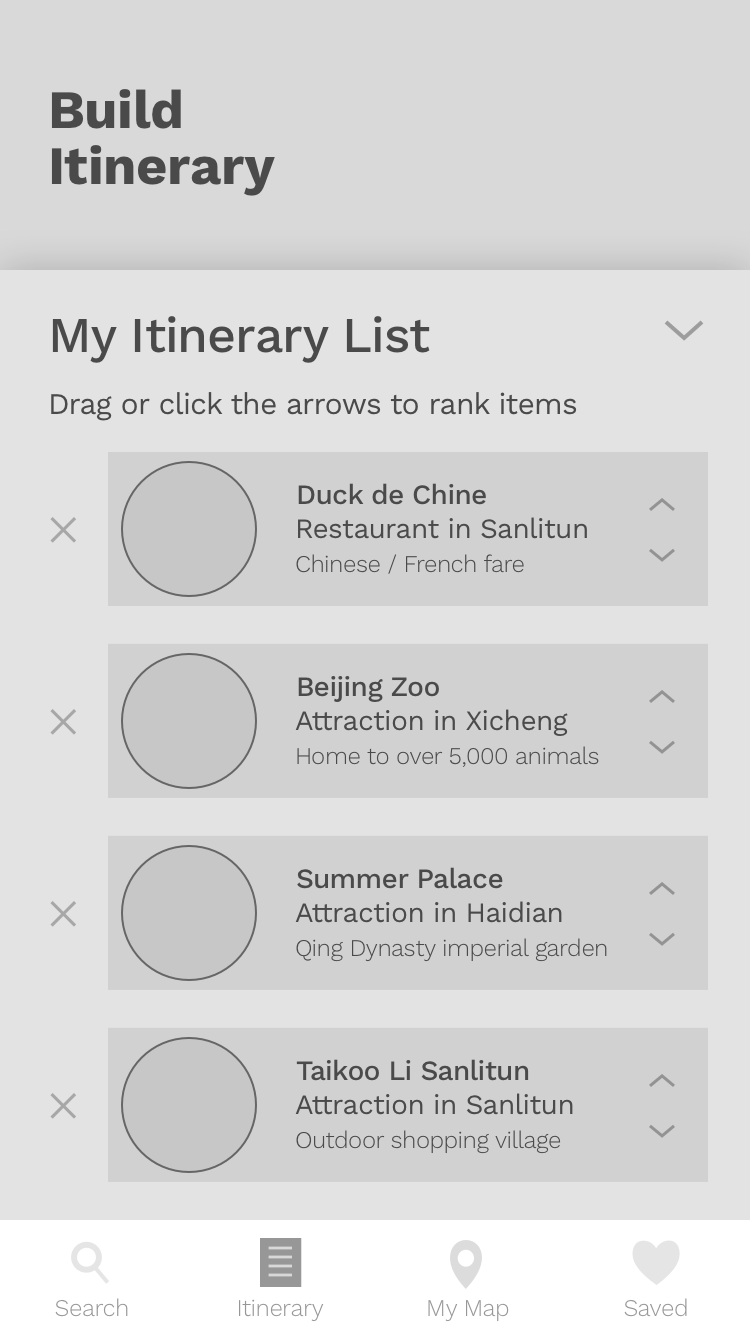 Build
Itinerary
My Itinerary List
Drag or click the arrows to rank items
Duck de Chine
Restaurant in Sanlitun
Chinese / French fare
Beijing Zoo
Attraction in Xicheng
Home to over 5,000 animals
Summer Palace
Attraction in Haidian
Qing Dynasty imperial garden
Taikoo Li Sanlitun
Attraction in Sanlitun
Outdoor shopping village
Search
Itinerary
My Map
Saved